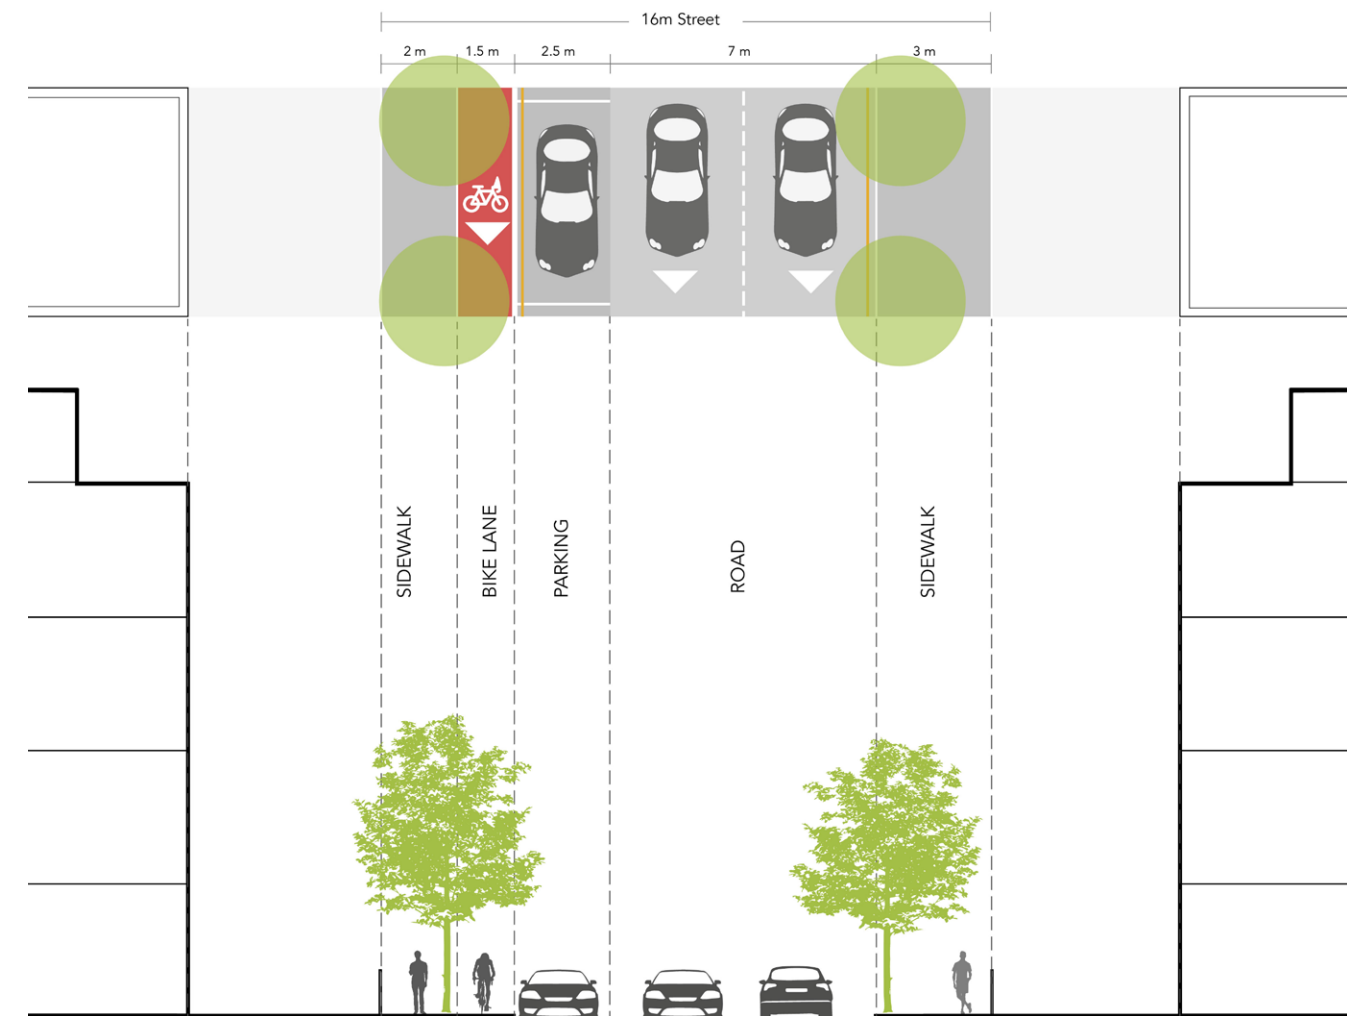 16m Street
2 m
1.5 m
2.5 m
7 m
3 m
SIDEWALK
BIKE LANE
PARKING
ROAD
SIDEWALK